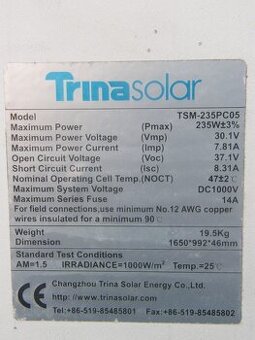 Trinasolar
Model TSM-235PC05
Maximum Power (Pmax) 235W±3%
Maximum Power Voltage (Vmp) 30.1V
Maximum Power Current (Imp) 7.81A
Open Circuit Voltage (Voc) 37.1V
Short Circuit Current (Isc) 8.31A
Nominal Operating Cell Temp.(NOCT) 47±2℃
Maximum System Voltage DC1000V
Maximum Series Fuse 14A
For field connections,use minimum No.12 AWG copper
wires insulated for a minimum 90℃
Weight 19.5Kg
Dimension 1650*992*46mm
Standard Test Conditions
AM=1.5 IRRADIANCE=1000W/m² Temp.=25℃
CE
Changzhou Trina Solar Energy Co.,Ltd.
http://www.trinasolar.com
Tel:+86-519-85485801 Fax:+86-519-85485802